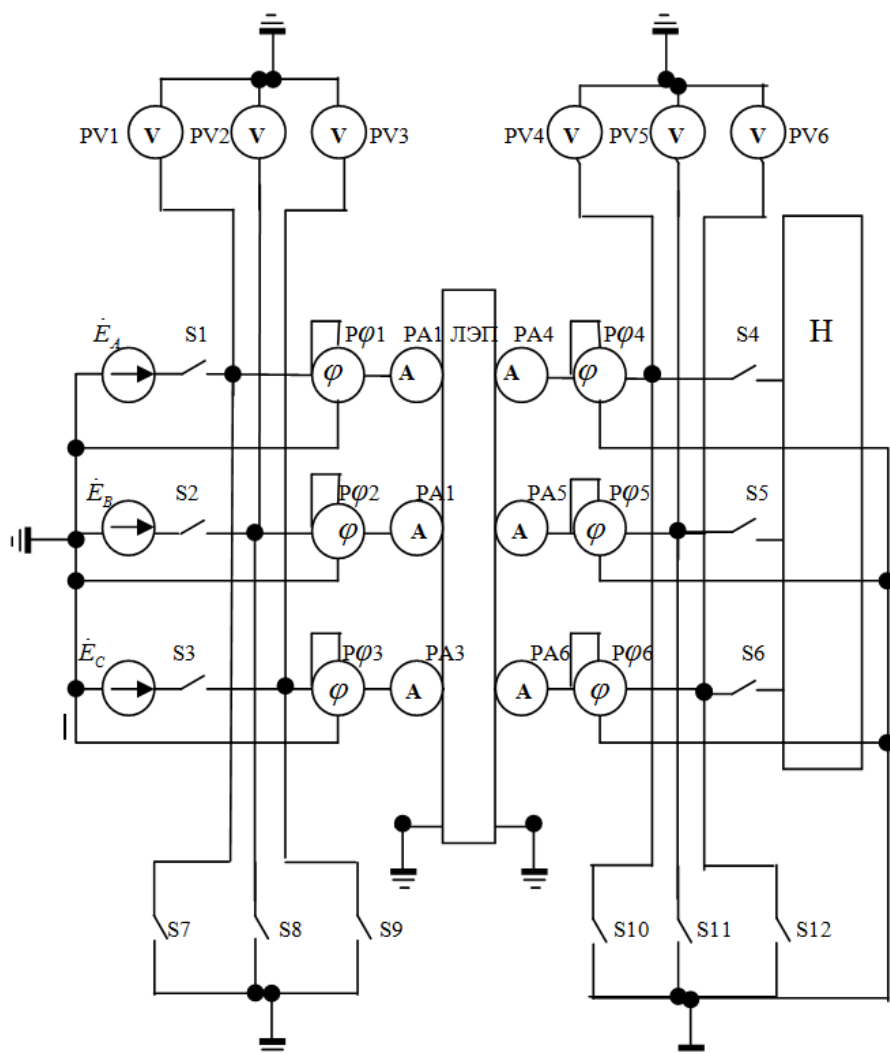 PV1 V PV2 V V PV3 PV4 V PV5 V V PV6
Ė_A S1 Pφ1 PA1 ЛЭП PA4 Pφ4 S4 Н
φ A A φ
Ė_B S2 Pφ2 PA1 PA5 Pφ5 S5
φ A A φ
Ė_C S3 Pφ3 PA3 PA6 Pφ6 S6
φ A A φ
S7 S8 S9 S10 S11 S12